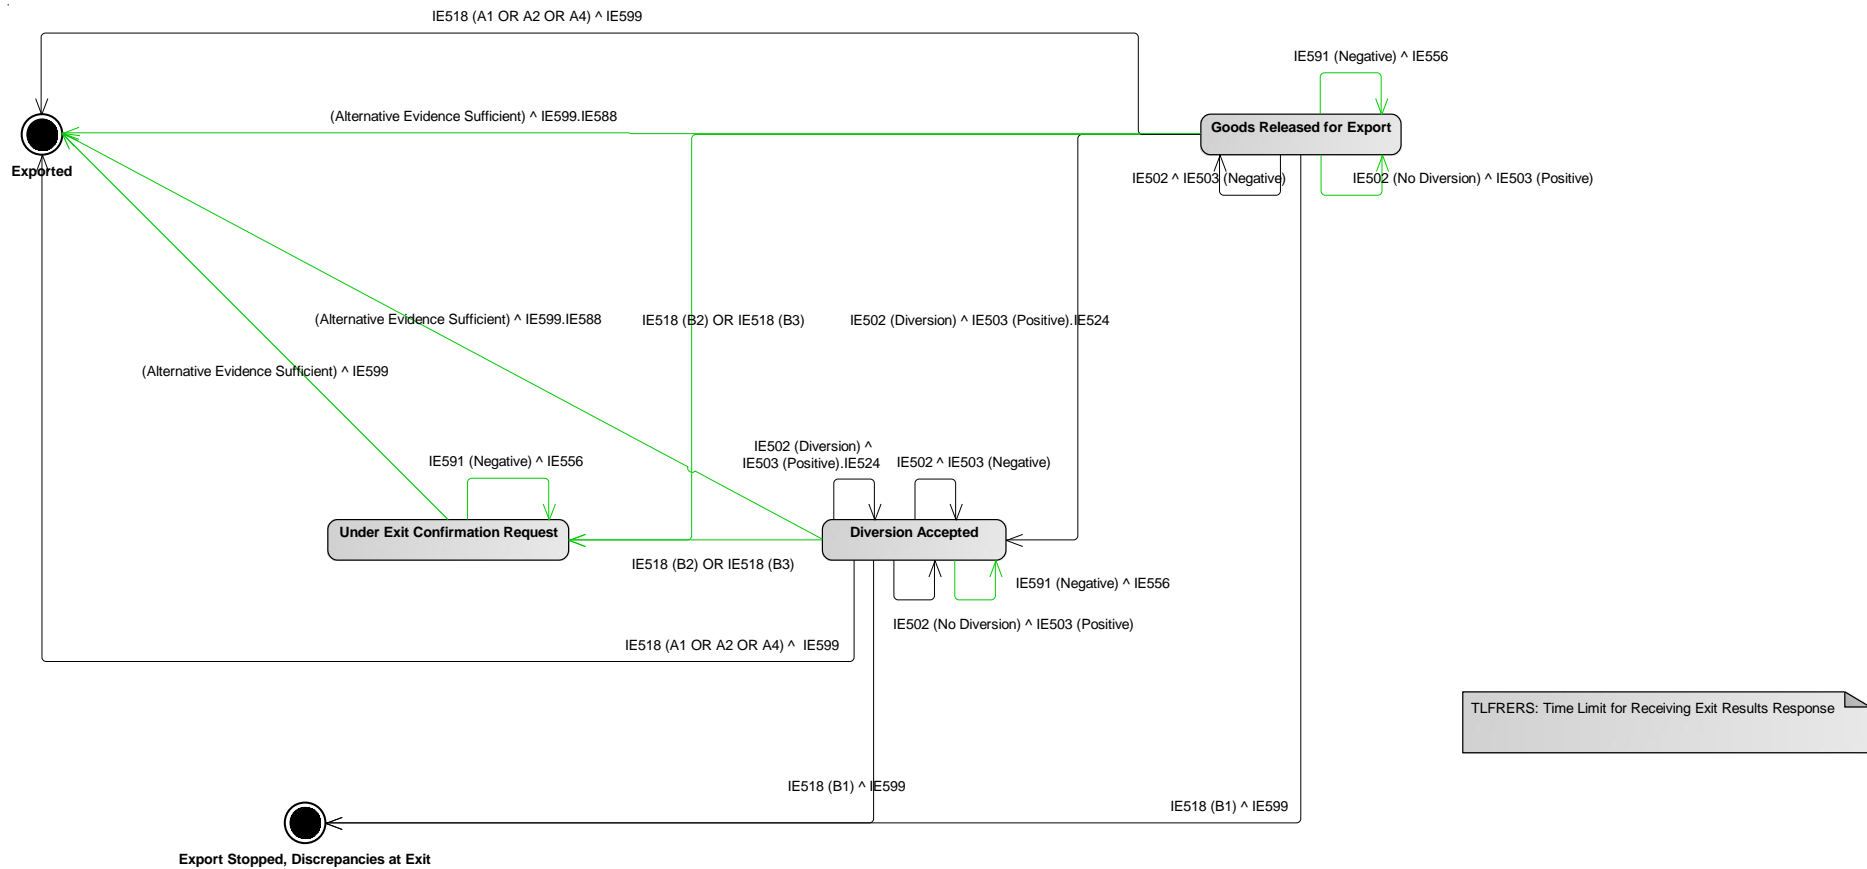 IE518 (A1 OR A2 OR A4) ^ IE599
IE591 (Negative) ^ IE556
(Alternative Evidence Sufficient) ^ IE599.IE588
Goods Released for Export
Exported
IE502 ^ IE503 (Negative)
IE502 (No Diversion) ^ IE503 (Positive)
(Alternative Evidence Sufficient) ^ IE599.IE588
IE518 (B2) OR IE518 (B3)
IE502 (Diversion) ^ IE503 (Positive).IE524
(Alternative Evidence Sufficient) ^ IE599
IE502 (Diversion) ^
IE503 (Positive).IE524
IE591 (Negative) ^ IE556
IE502 ^ IE503 (Negative)
Under Exit Confirmation Request
Diversion Accepted
IE518 (B2) OR IE518 (B3)
IE591 (Negative) ^ IE556
IE502 (No Diversion) ^ IE503 (Positive)
IE518 (A1 OR A2 OR A4) ^ IE599
TLFRERS: Time Limit for Receiving Exit Results Response
IE518 (B1) ^ IE599
IE518 (B1) ^ IE599
Export Stopped, Discrepancies at Exit